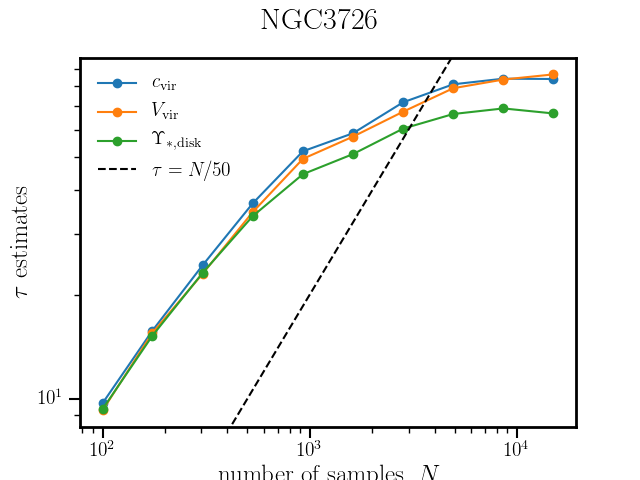 NGC3726
c_vir
V_vir
Υ_*,disk
τ = N/50
τ estimates
10^1
10^2 10^3 10^4
number of samples, N